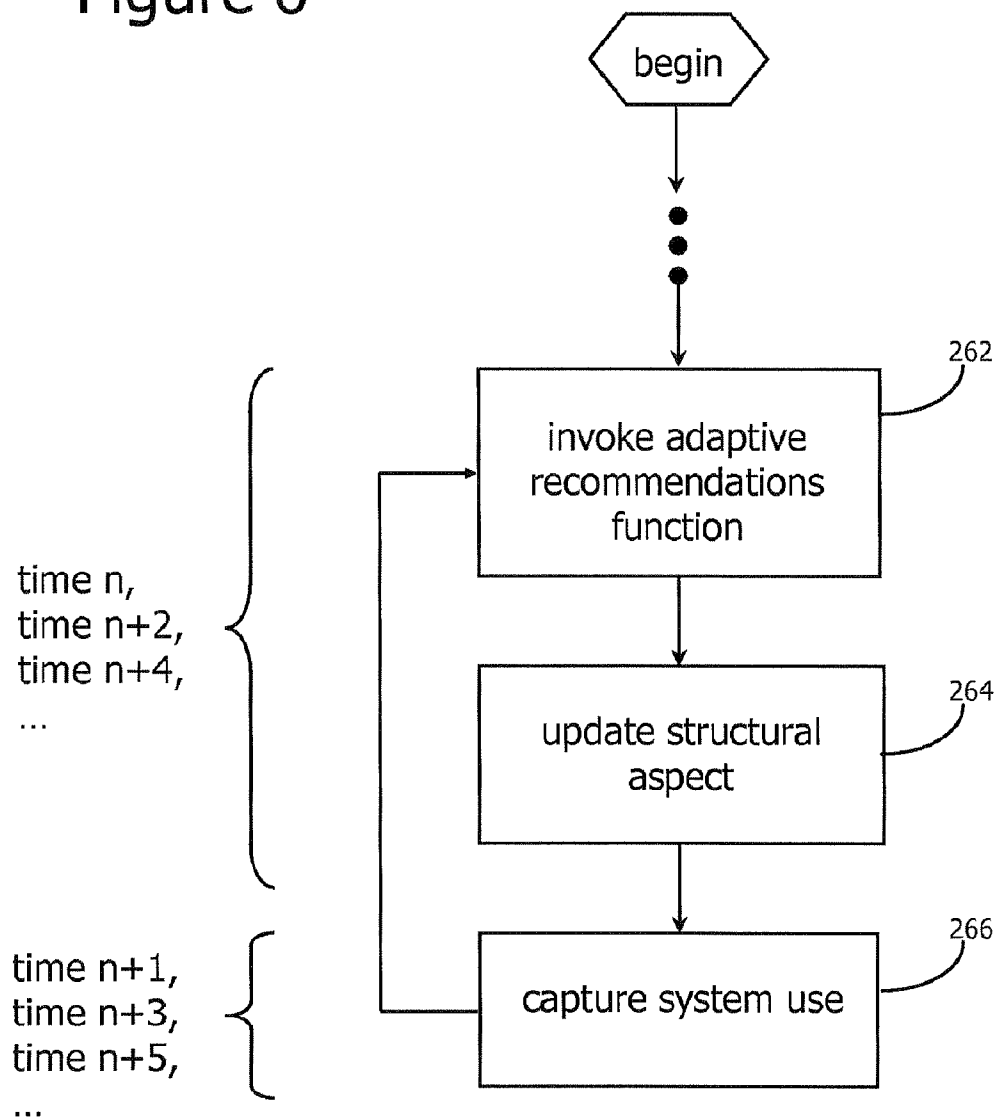 Figure 6
begin
262
invoke adaptive
recommendations
function
time n,
time n+2,
time n+4,
...
264
update structural
aspect
266
capture system use
time n+1,
time n+3,
time n+5,
...